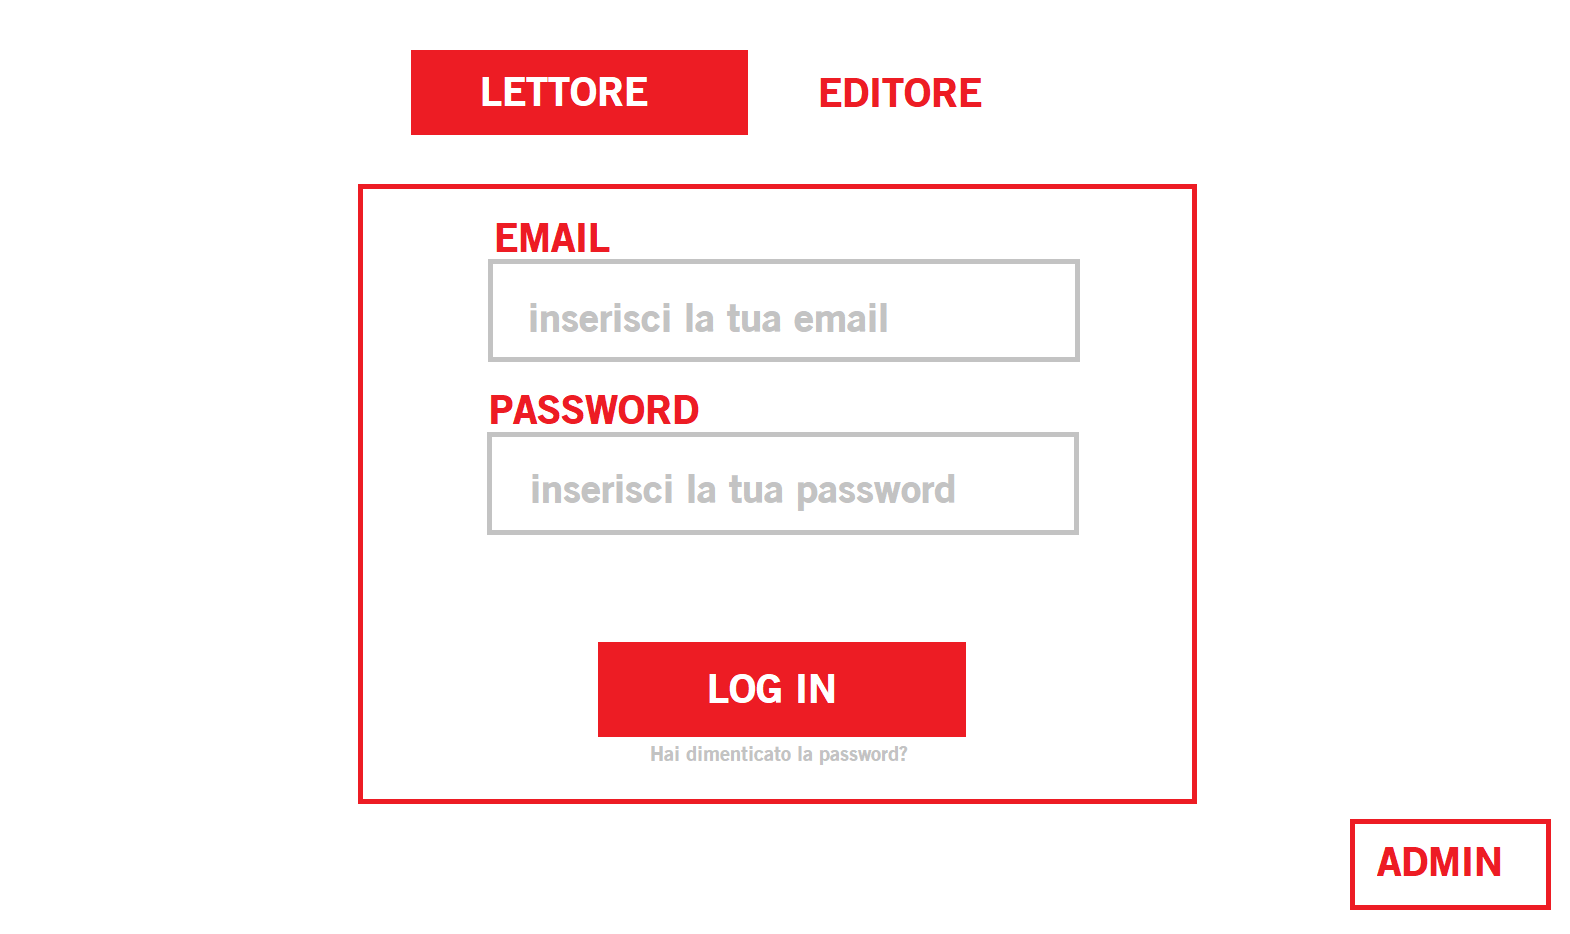 LETTORE EDITORE
EMAIL
inserisci la tua email
PASSWORD
inserisci la tua password
LOG IN
Hai dimenticato la password?
ADMIN